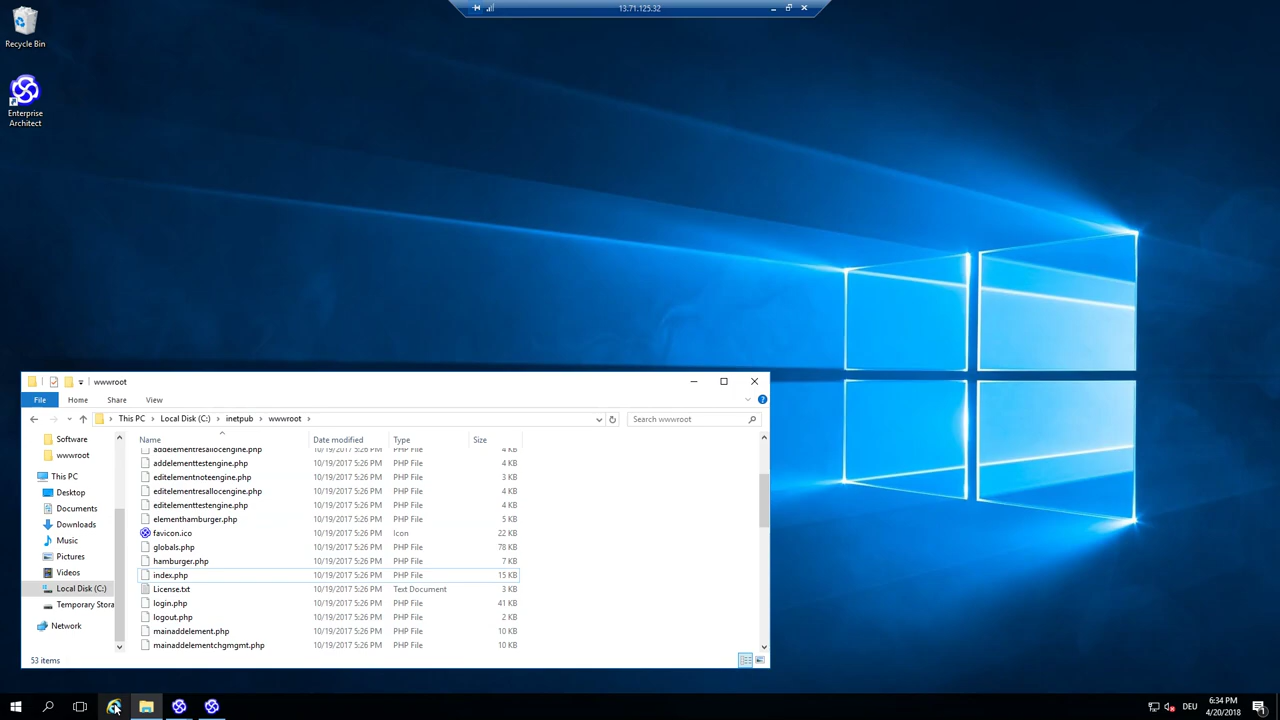 13.71.125.32
Recycle Bin
Enterprise
Architect
wwwroot
File Home Share View
This PC Local Disk (C:) inetpub wwwroot
Search wwwroot
Software
wwwroot
This PC
Desktop
Documents
Downloads
Music
Pictures
Videos
Local Disk (C:)
Temporary Stora
Network
Name Date modified Type Size
addelementresallocengine.php 10/19/2017 5:26 PM PHP File 4 KB
addelementtestengine.php 10/19/2017 5:26 PM PHP File 4 KB
editelementnoteengine.php 10/19/2017 5:26 PM PHP File 3 KB
editelementresallocengine.php 10/19/2017 5:26 PM PHP File 4 KB
editelementtestengine.php 10/19/2017 5:26 PM PHP File 4 KB
elementhamburger.php 10/19/2017 5:26 PM PHP File 5 KB
favicon.ico 10/19/2017 5:26 PM Icon 22 KB
globals.php 10/19/2017 5:26 PM PHP File 78 KB
hamburger.php 10/19/2017 5:26 PM PHP File 7 KB
index.php 10/19/2017 5:26 PM PHP File 15 KB
License.txt 10/19/2017 5:26 PM Text Document 3 KB
login.php 10/19/2017 5:26 PM PHP File 41 KB
logout.php 10/19/2017 5:26 PM PHP File 2 KB
mainaddelement.php 10/19/2017 5:26 PM PHP File 10 KB
mainaddelementchgmgmt.php 10/19/2017 5:26 PM PHP File 10 KB
53 items
DEU
6:34 PM
4/20/2018
1